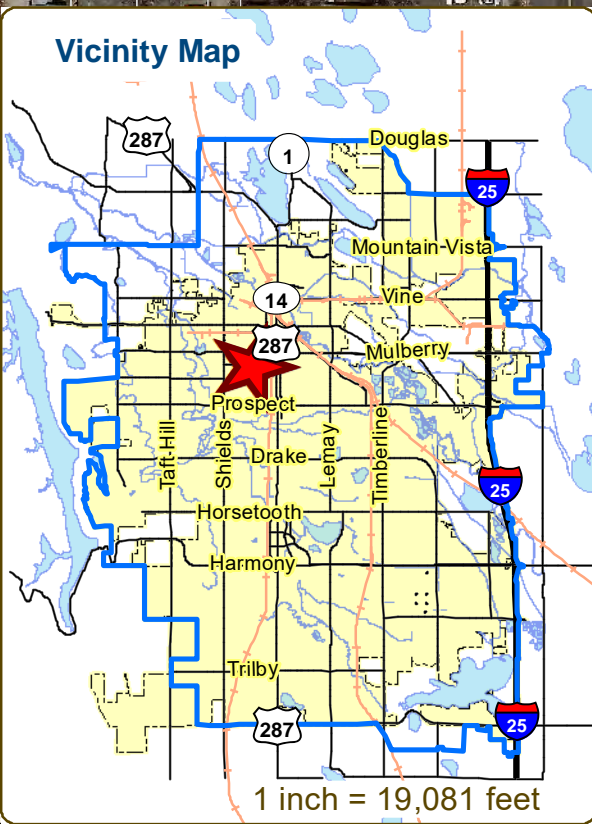 Vicinity Map
287
1
Douglas
25
Mountain-Vista
14
Vine
287
Mulberry
Prospect
Taft-Hill
Shields
Drake
Lemay
Timberline
25
Horsetooth
Harmony
Trilby
287
25
1 inch = 19,081 feet